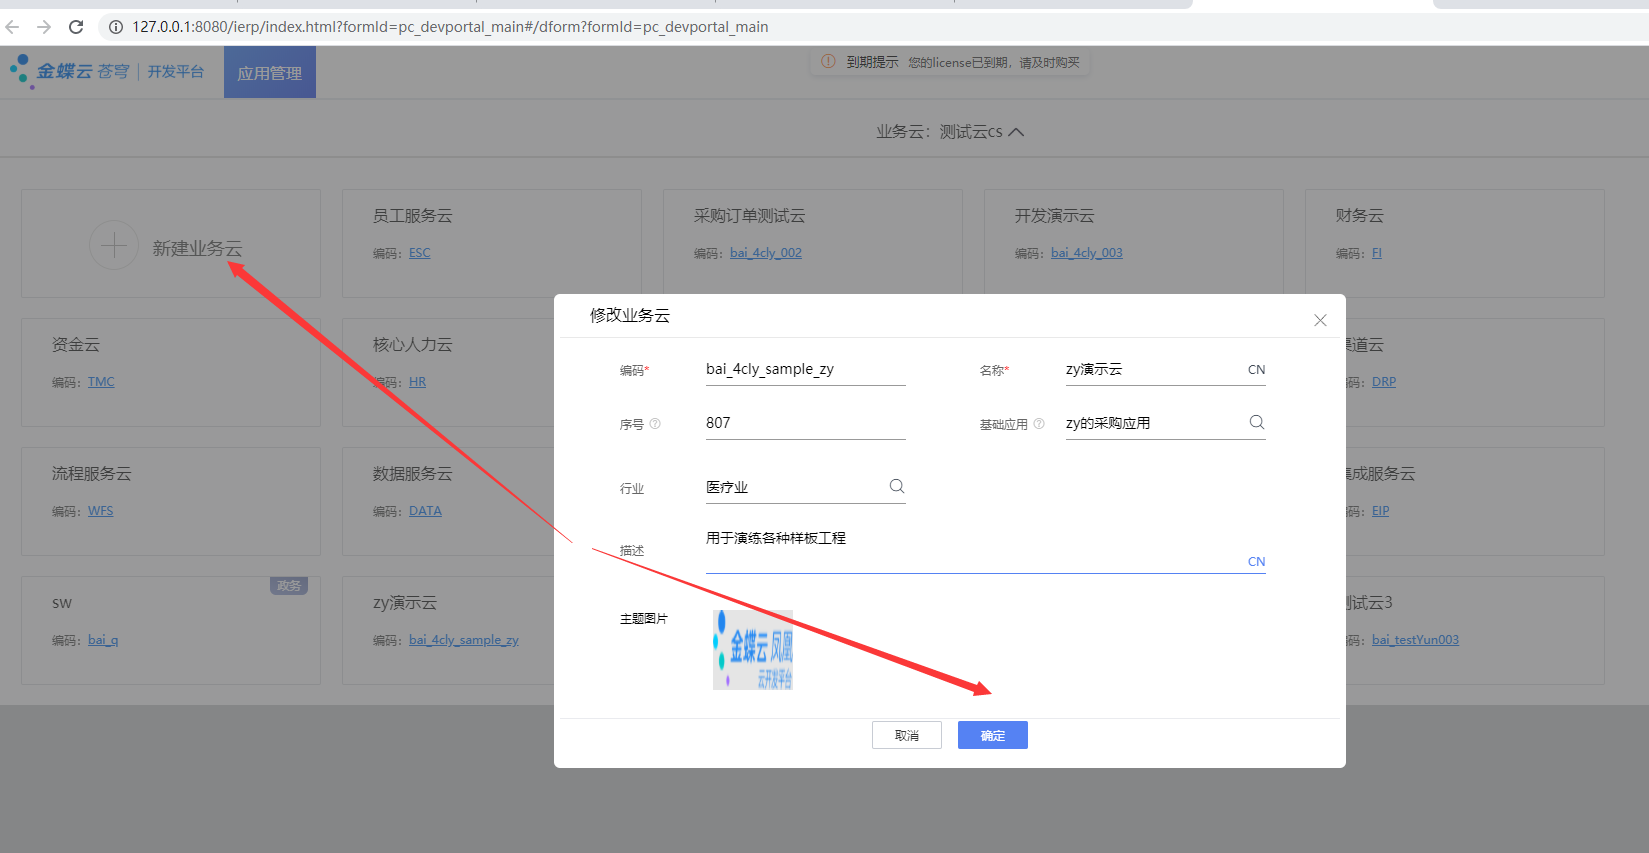 127.0.0.1:8080/ierp/index.html?formId=pc_devportal_main#/dform?formId=pc_devportal_main
金蝶云 苍穹 | 开发平台
应用管理
到期提示 您的license已到期，请及时购买
业务云：测试云cs
新建业务云
员工服务云
编码：ESC
采购订单测试云
编码：bai_4cly_002
开发演示云
编码：bai_4cly_003
财务云
编码：FI
资金云
编码：TMC
核心人力云
编码：HR
道云
码：DRP
流程服务云
编码：WFS
数据服务云
编码：DATA
成服务云
码：EIP
sw
政务
编码：bai_q
zy演示云
编码：bai_4cly_sample_zy
试云3
码：bai_testYun003
修改业务云
编码* bai_4cly_sample_zy
名称* zy演示云 CN
序号 807
基础应用 zy的采购应用
行业 医疗业
描述 用于演练各种样板工程
CN
主题图片
金蝶云 凤凰
云开发平台
取消
确定